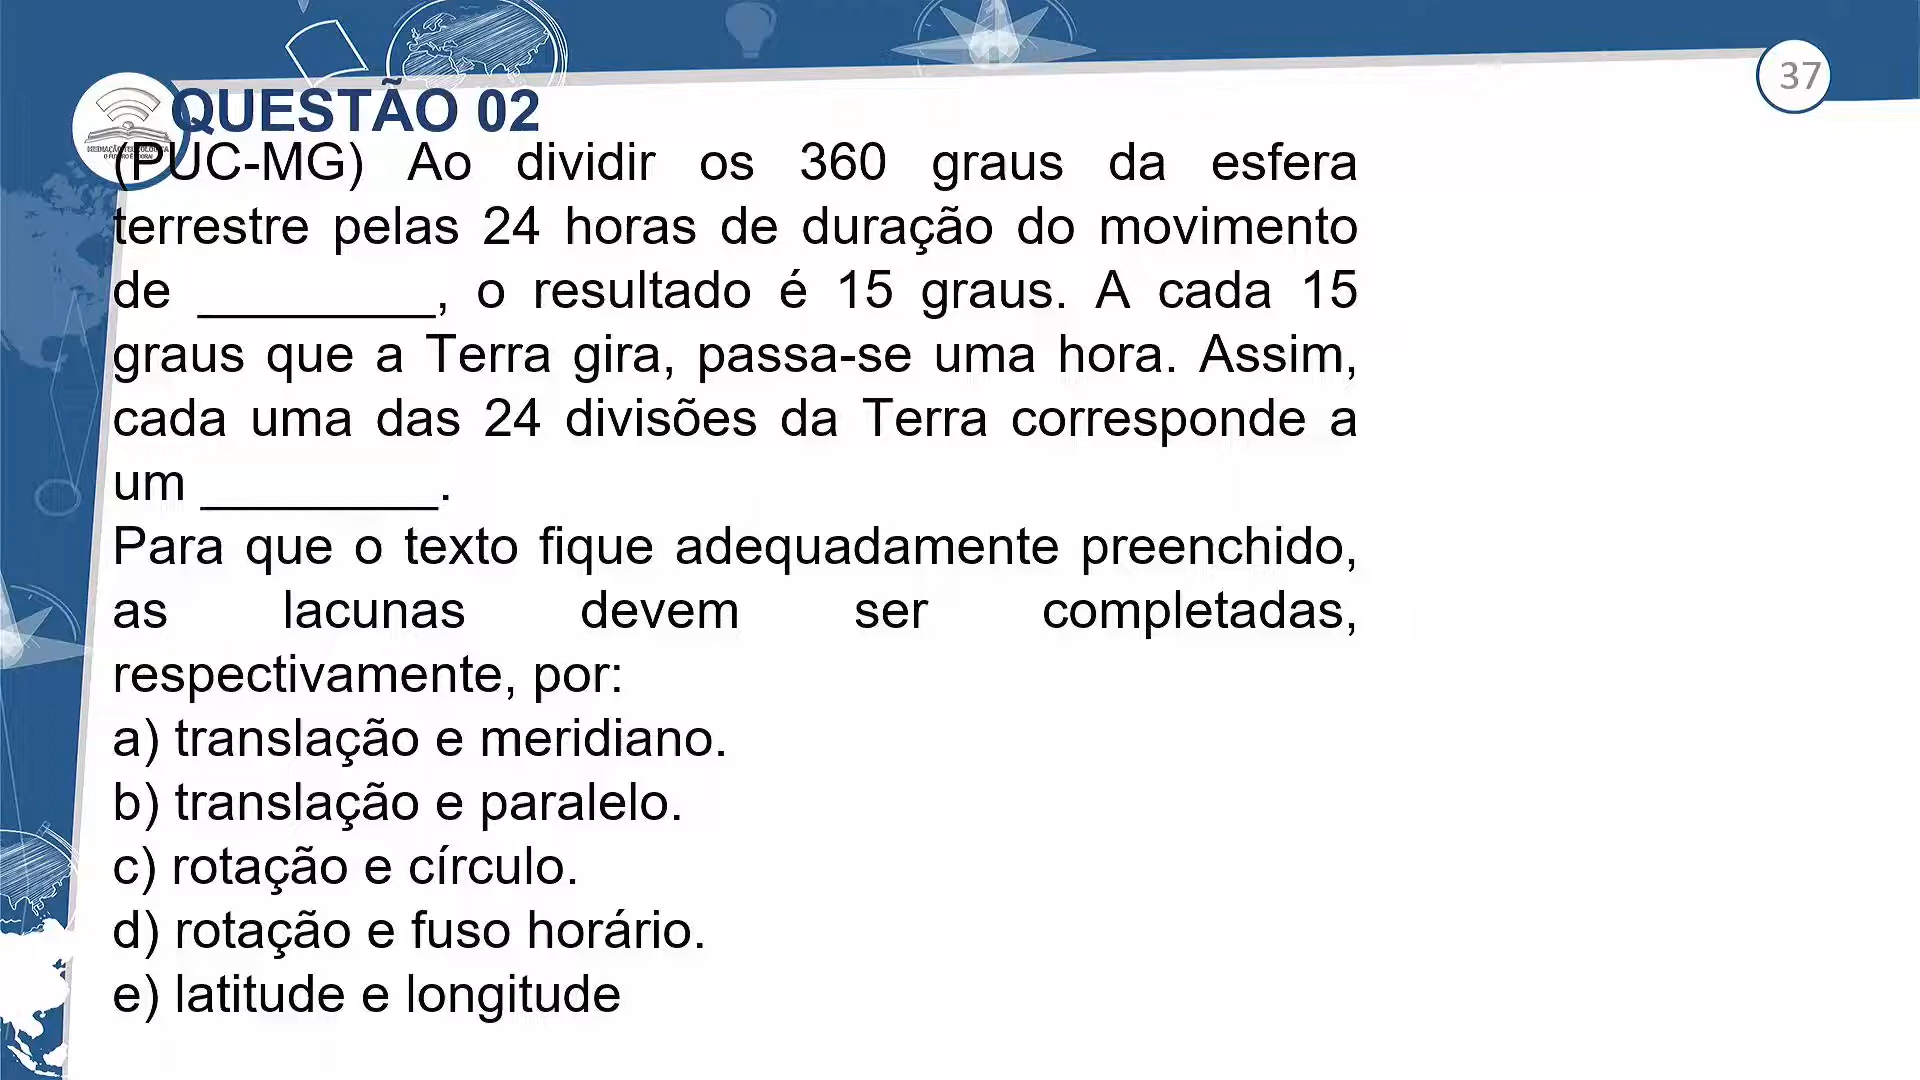 37
QUESTÃO 02
(PUC-MG) Ao dividir os 360 graus da esfera
terrestre pelas 24 horas de duração do movimento
de _________, o resultado é 15 graus. A cada 15
graus que a Terra gira, passa-se uma hora. Assim,
cada uma das 24 divisões da Terra corresponde a
um _________.
Para que o texto fique adequadamente preenchido,
as lacunas devem ser completadas,
respectivamente, por:
a) translação e meridiano.
b) translação e paralelo.
c) rotação e círculo.
d) rotação e fuso horário.
e) latitude e longitude